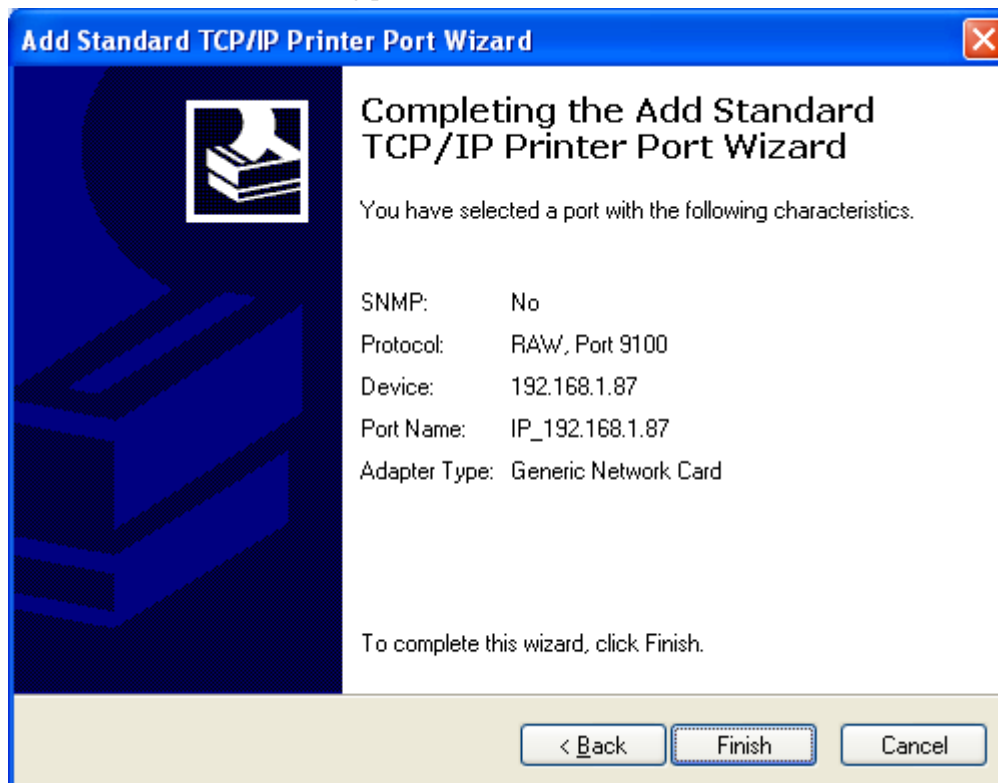 Add Standard TCP/IP Printer Port Wizard
Completing the Add Standard
TCP/IP Printer Port Wizard
You have selected a port with the following characteristics.
SNMP: No
Protocol: RAW, Port 9100
Device: 192.168.1.87
Port Name: IP_192.168.1.87
Adapter Type: Generic Network Card
To complete this wizard, click Finish.
< Back Finish Cancel